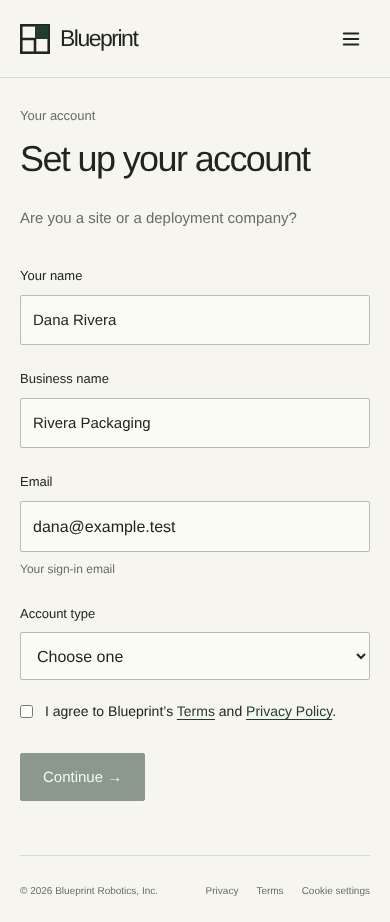 Blueprint
Your account
Set up your account
Are you a site or a deployment company?
Your name
Dana Rivera
Business name
Rivera Packaging
Email
dana@example.test
Your sign-in email
Account type
Choose one
I agree to Blueprint’s Terms and Privacy Policy.
Continue →
© 2026 Blueprint Robotics, Inc. Privacy Terms Cookie settings